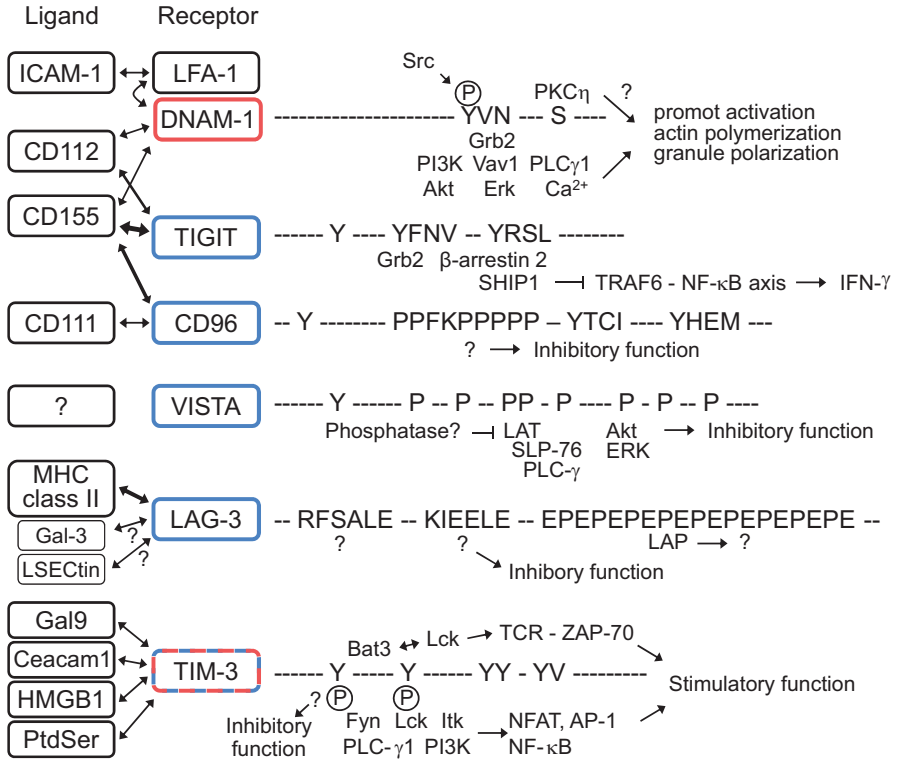 Ligand Receptor
ICAM-1 LFA-1
Src
P PKCη ?
DNAM-1 ---------------------- YVN --- S ----
promot activation
actin polymerization
granule polarization
Grb2
PI3K Vav1 PLCγ1
Akt Erk Ca2+
CD112
CD155
TIGIT ------ Y ---- YFNV -- YRSL --------
Grb2 β-arrestin 2
SHIP1 TRAF6 - NF-κB axis IFN-γ
CD111 CD96 -- Y -------- PPFKPPPPP – YTCI ---- YHEM ---
? Inhibitory function
? VISTA ------ Y ------ P -- P -- PP - P ---- P - P -- P ----
Phosphatase? LAT Akt Inhibitory function
SLP-76 ERK
PLC-γ
MHC
class II
LAG-3 -- RFSALE -- KIEELE -- EPEPEPEPEPEPEPEPEPE --
Gal-3 ? ? ? LAP ?
LSECtin ? Inhibory function
Gal9
Bat3 Lck TCR - ZAP-70
Ceacam1
TIM-3 ------ Y ----- Y ------ YY - YV ---------
Stimulatory function
HMGB1
? P P
Inhibitory
function
Fyn Lck Itk NFAT, AP-1
PtdSer
PLC-γ1 PI3K NF-κB